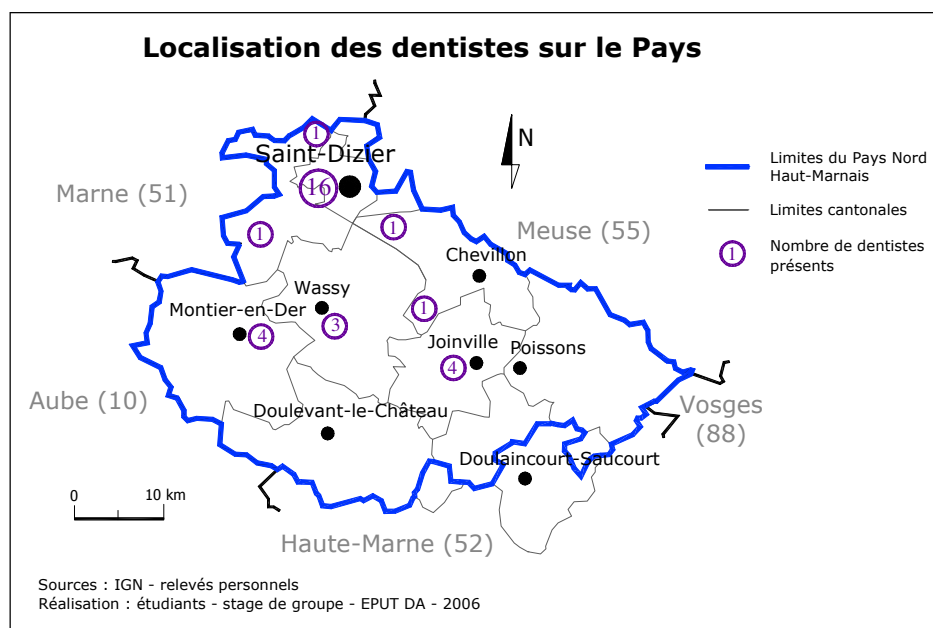 Localisation des dentistes sur le Pays
1
Saint-Dizier
16
N
Limites du Pays Nord
Haut-Marnais
Limites cantonales
1
Nombre de dentistes
présents
Marne (51)
1
1
Meuse (55)
Chevillon
Wassy
Montier-en-Der
1
3
4
Joinville
Poissons
4
Aube (10)
Doulevant-le-Château
Vosges
(88)
Doulaincourt-Saucourt
0
10 km
Haute-Marne (52)
Sources : IGN - relevés personnels
Réalisation : étudiants - stage de groupe - EPUT DA - 2006